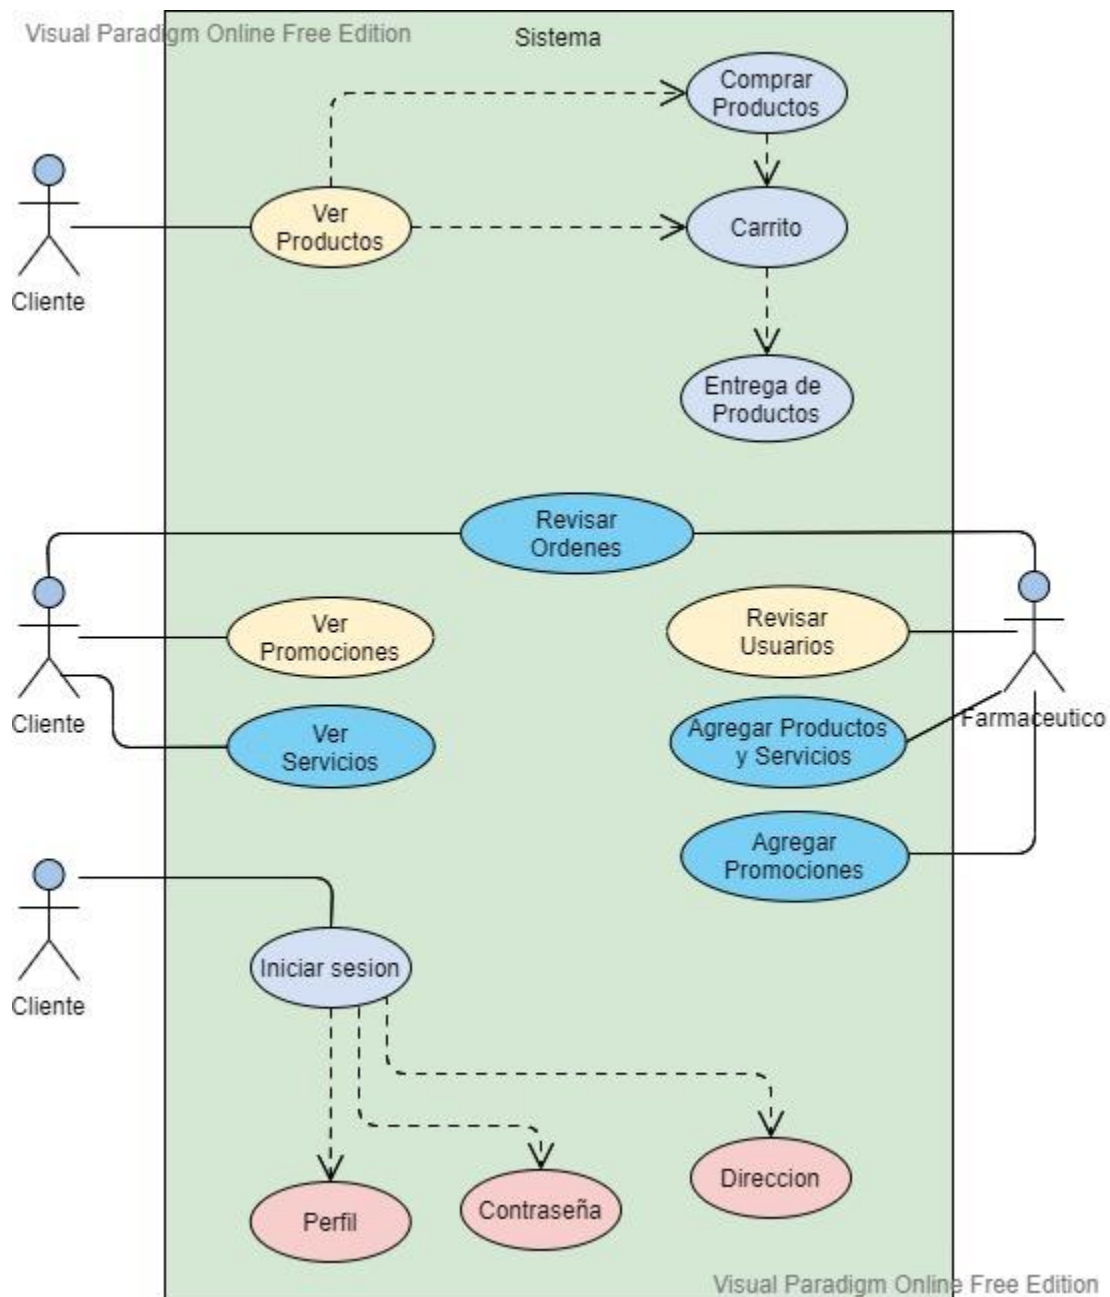 Visual Paradigm Online Free Edition
Sistema
Comprar
Productos
Ver
Productos
Carrito
Cliente
Entrega de
Productos
Revisar
Ordenes
Ver
Promociones
Revisar
Usuarios
Cliente
Ver
Servicios
Agregar Productos
y Servicios
Farmaceutico
Agregar
Promociones
Iniciar sesion
Cliente
Direccion
Contraseña
Perfil
Visual Paradigm Online Free Edition